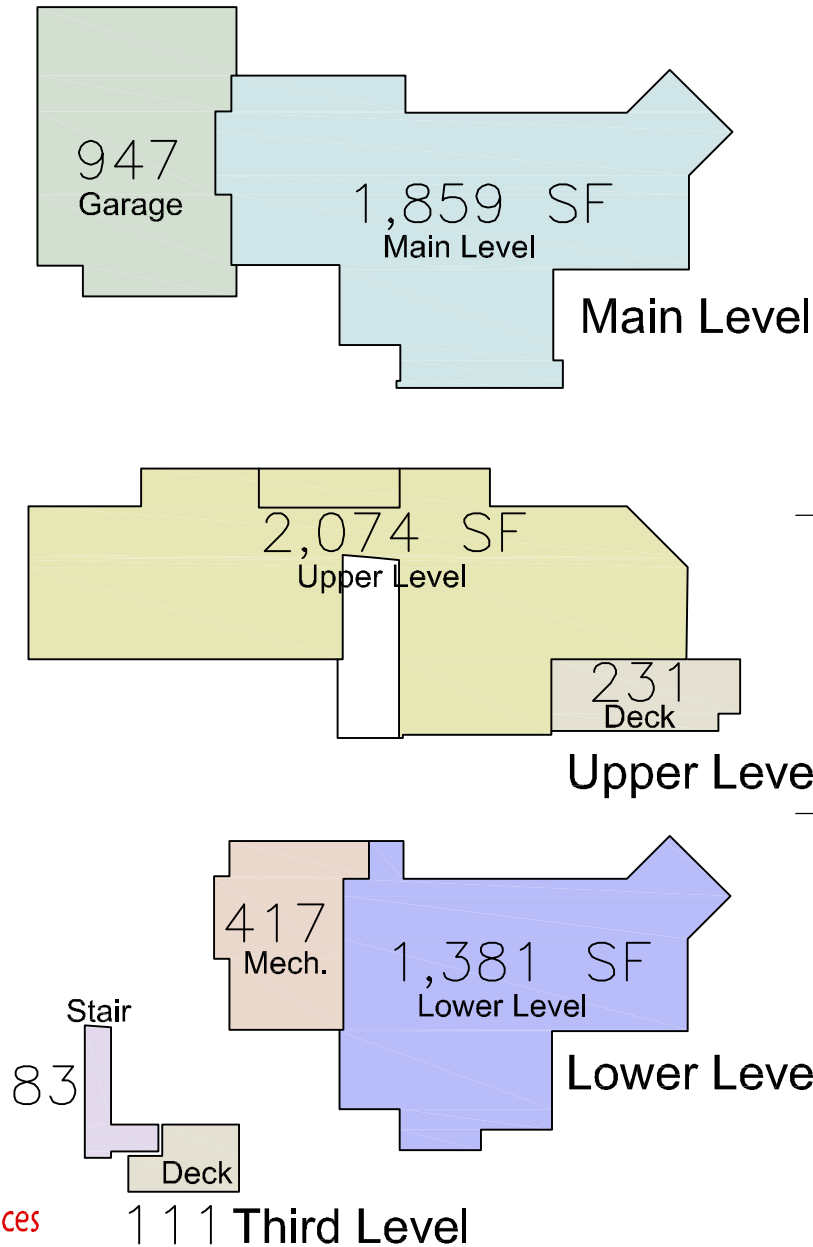 947
Garage
1,859 SF
Main Level
Main Level
2,074 SF
Upper Level
231
Deck
Upper Leve
417
Mech.
1,381 SF
Lower Level
Lower Leve
Stair
83
Deck
111 Third Level
ces